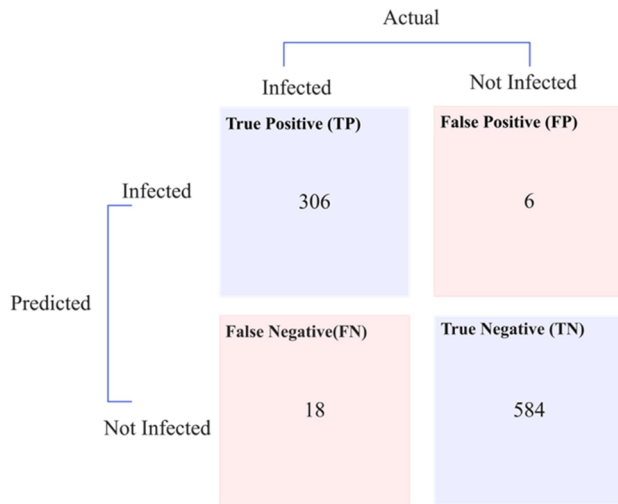 Actual
Infected
Not Infected
True Positive (TP)
False Positive (FP)
Infected
306
6
Predicted
False Negative(FN)
True Negative (TN)
18
584
Not Infected